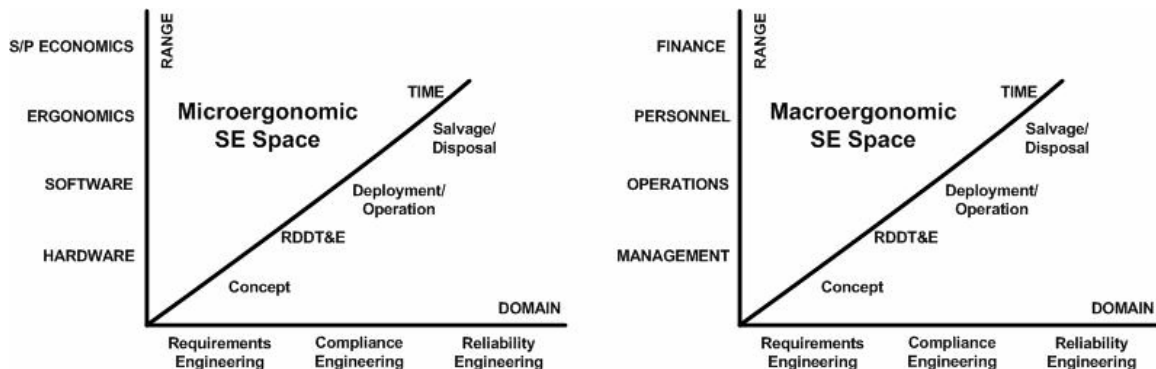 S/P ECONOMICS
ERGONOMICS
SOFTWARE
HARDWARE
RANGE
Microergonomic
SE Space
TIME
Salvage/
Disposal
Deployment/
Operation
RDDT&E
Concept
DOMAIN
Requirements
Engineering
Compliance
Engineering
Reliability
Engineering
FINANCE
PERSONNEL
OPERATIONS
MANAGEMENT
RANGE
Macroergonomic
SE Space
TIME
Salvage/
Disposal
Deployment/
Operation
RDDT&E
Concept
DOMAIN
Requirements
Engineering
Compliance
Engineering
Reliability
Engineering